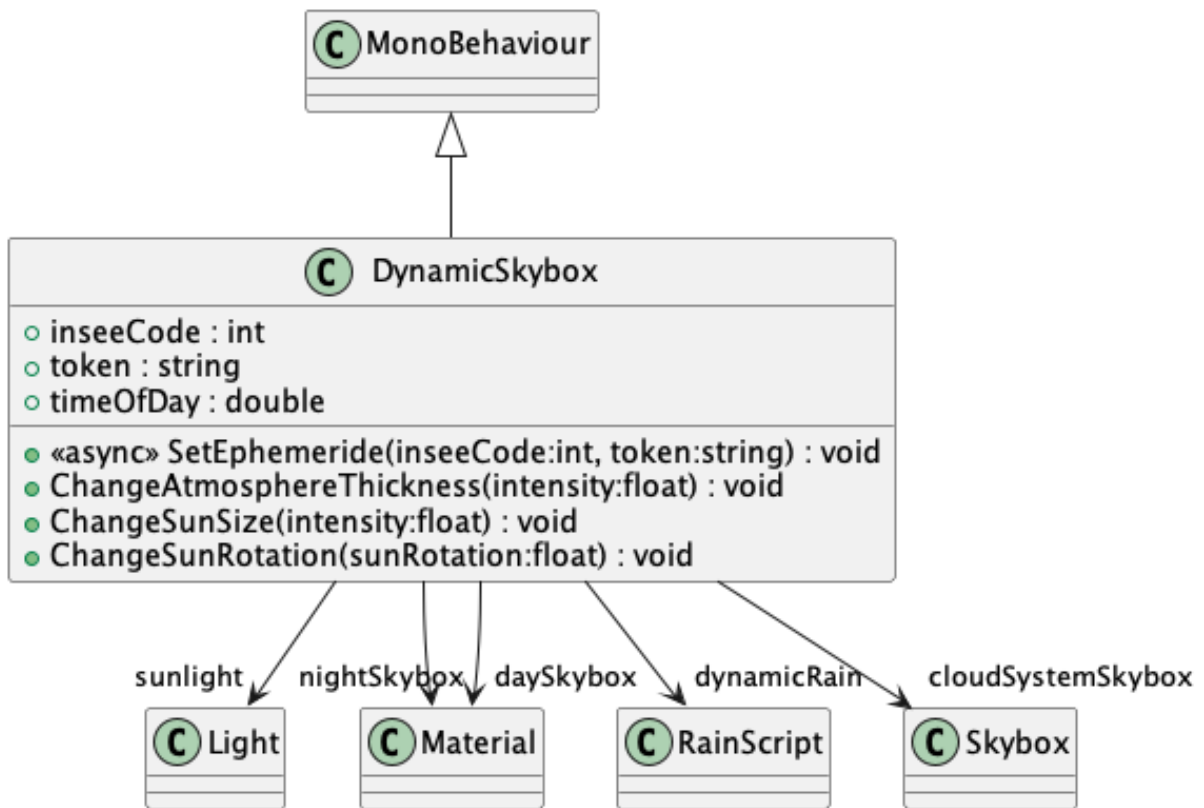 C MonoBehaviour
C DynamicSkybox
inseeCode : int
token : string
timeOfDay : double
«async» SetEphemeride(inseeCode:int, token:string) : void
ChangeAtmosphereThickness(intensity:float) : void
ChangeSunSize(intensity:float) : void
ChangeSunRotation(sunRotation:float) : void
sunlight
nightSkybox
daySkybox
dynamicRain
cloudSystemSkybox
C Light
C Material
C RainScript
C Skybox